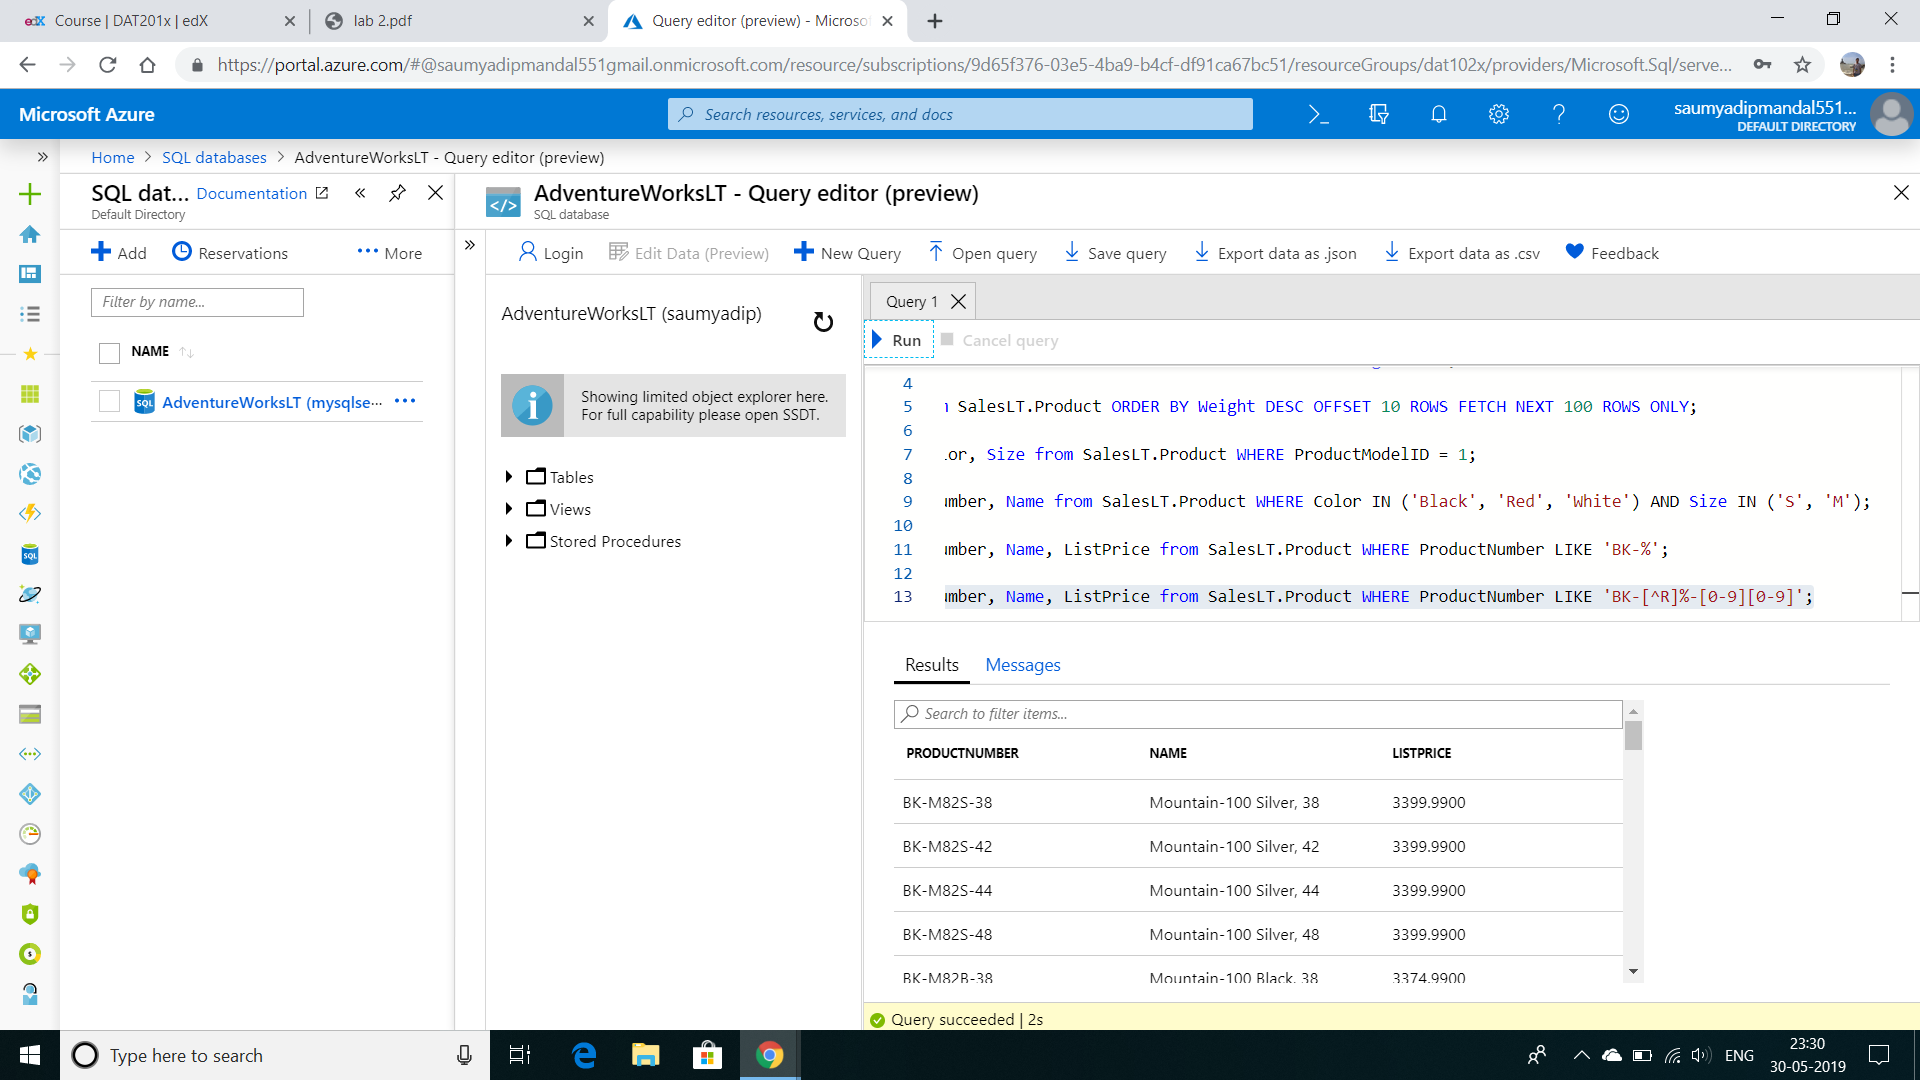 edX Course | DAT201x | edX
lab 2.pdf
Query editor (preview) - Microso
https://portal.azure.com/#@saumyadipmandal551gmail.onmicrosoft.com/resource/subscriptions/9d65f376-03e5-4ba9-b4cf-df91ca67bc51/resourceGroups/dat102x/providers/Microsoft.Sql/serve...
Microsoft Azure
Search resources, services, and docs
saumyadipmandal551...
DEFAULT DIRECTORY
Home > SQL databases > AdventureWorksLT - Query editor (preview)
SQL dat... Documentation
Default Directory
AdventureWorksLT - Query editor (preview)
SQL database
Add Reservations More
Login Edit Data (Preview) New Query Open query Save query Export data as .json Export data as .csv Feedback
Filter by name...
NAME
SQL AdventureWorksLT (mysqlse...
AdventureWorksLT (saumyadip)
Showing limited object explorer here.
For full capability please open SSDT.
Tables
Views
Stored Procedures
Query 1
Run Cancel query
4
5 SalesLT.Product ORDER BY Weight DESC OFFSET 10 ROWS FETCH NEXT 100 ROWS ONLY;
6
7 or, Size from SalesLT.Product WHERE ProductModelID = 1;
8
9 umber, Name from SalesLT.Product WHERE Color IN ('Black', 'Red', 'White') AND Size IN ('S', 'M');
10
11 umber, Name, ListPrice from SalesLT.Product WHERE ProductNumber LIKE 'BK-%';
12
13 umber, Name, ListPrice from SalesLT.Product WHERE ProductNumber LIKE 'BK-[^R]%-[0-9][0-9]';
Results Messages
Search to filter items...
PRODUCTNUMBER NAME LISTPRICE
BK-M82S-38 Mountain-100 Silver, 38 3399.9900
BK-M82S-42 Mountain-100 Silver, 42 3399.9900
BK-M82S-44 Mountain-100 Silver, 44 3399.9900
BK-M82S-48 Mountain-100 Silver, 48 3399.9900
BK-M82B-38 Mountain-100 Black, 38 3374.9900
Query succeeded | 2s
Type here to search
ENG
23:30
30-05-2019